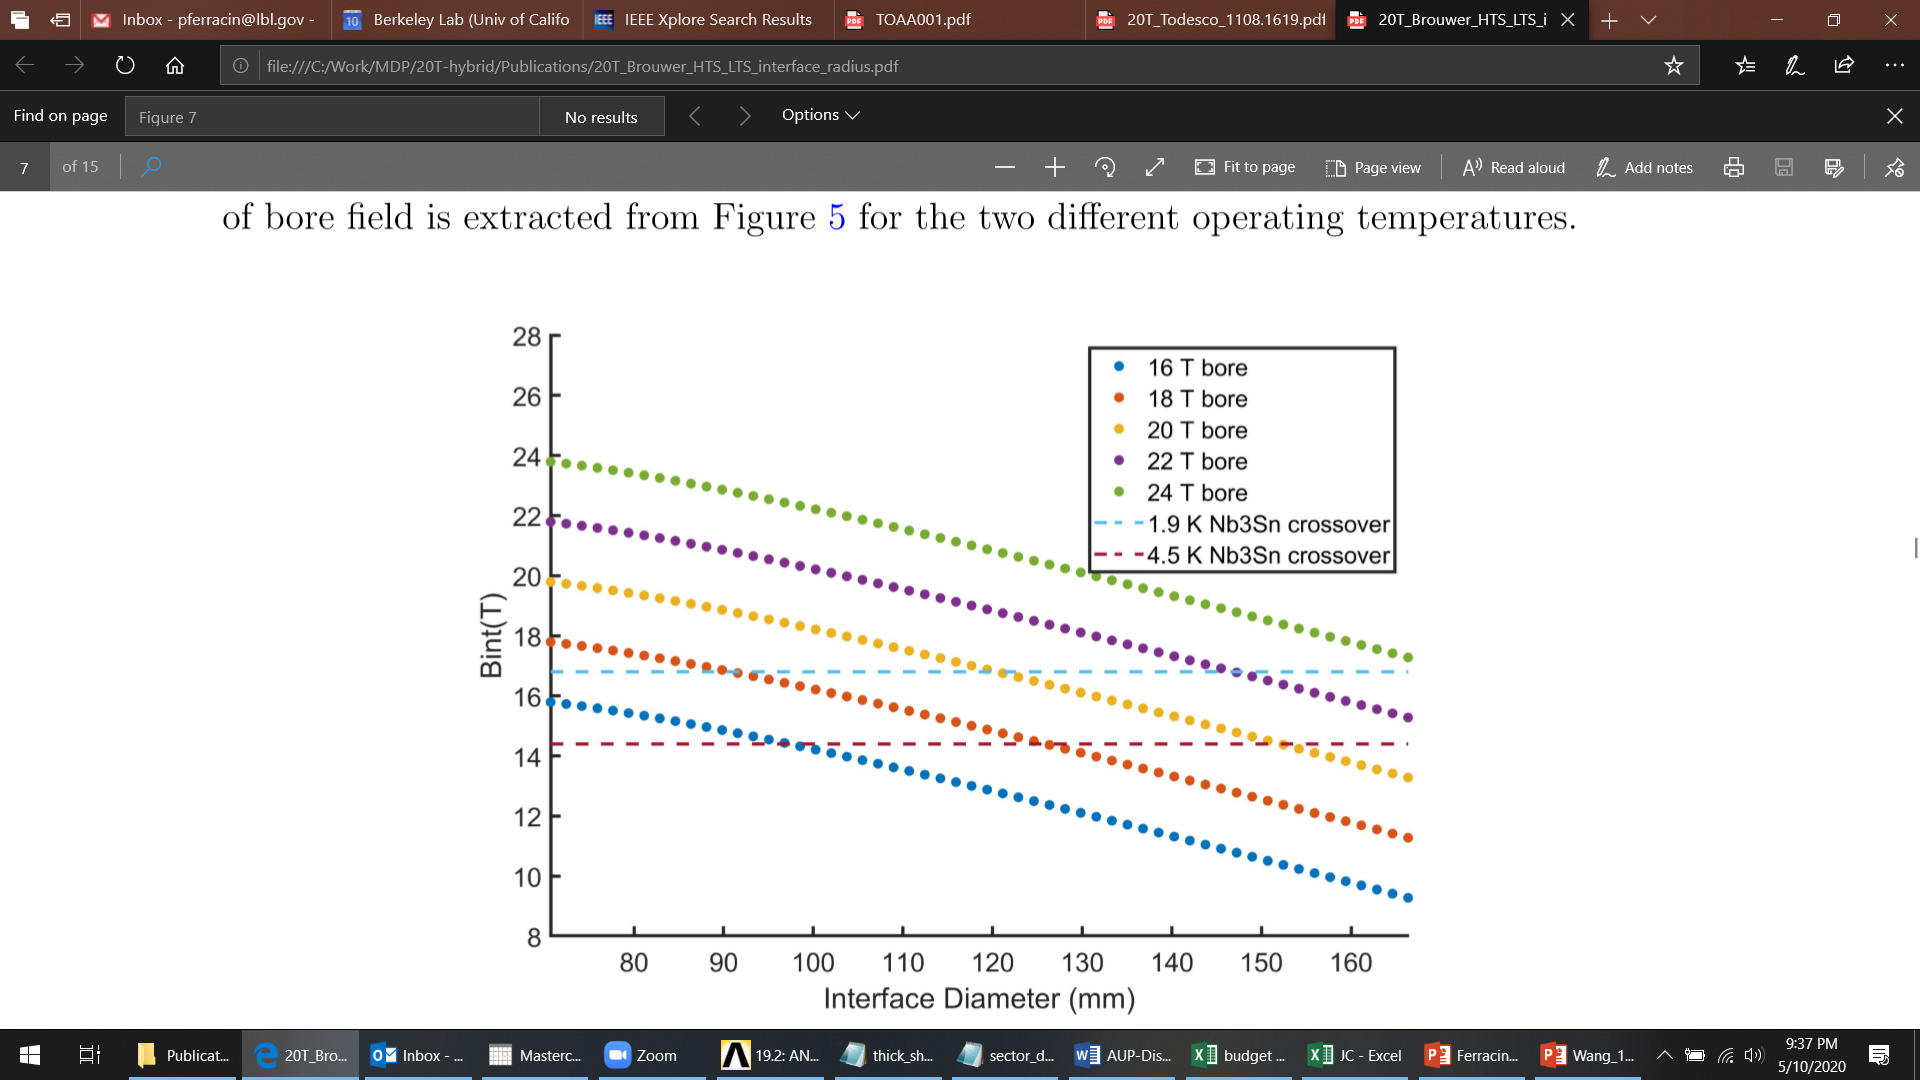 Inbox - pferracin@lbl.gov -
10 Berkeley Lab (Univ of Califo
IEEE IEEE Xplore Search Results
PDF TOAA001.pdf
PDF 20T_Todesco_1108.1619.pdf
PDF 20T_Brouwer_HTS_LTS_i
file:///C:/Work/MDP/20T-hybrid/Publications/20T_Brouwer_HTS_LTS_interface_radius.pdf
Find on page Figure 7 No results Options
7 of 15 Fit to page Page view Read aloud Add notes
of bore field is extracted from Figure 5 for the two different operating temperatures.
28
26
24
22
20
18
16
14
12
10
8
Bint(T)
16 T bore
18 T bore
20 T bore
22 T bore
24 T bore
1.9 K Nb3Sn crossover
4.5 K Nb3Sn crossover
80 90 100 110 120 130 140 150 160
Interface Diameter (mm)
Publicat... 20T_Bro... Inbox - ... Masterc... Zoom 19.2: AN... thick_sh... sector_d... AUP-Dis... budget ... JC - Excel Ferracin... Wang_1...
9:37 PM
5/10/2020